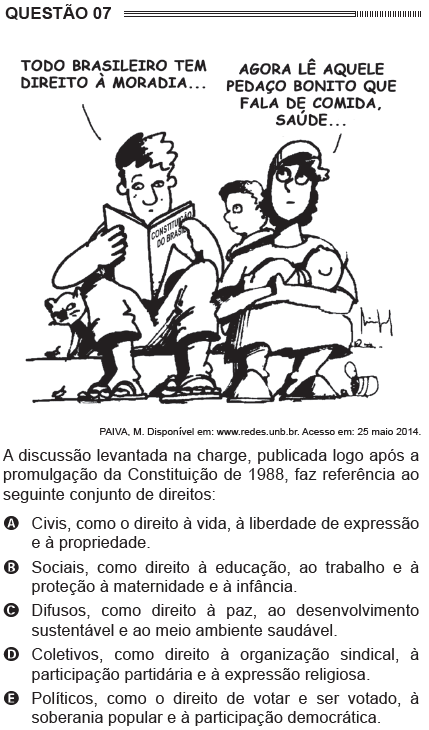 QUESTÃO 07
TODO BRASILEIRO TEM
DIREITO À MORADIA...
AGORA LÊ AQUELE
PEDAÇO BONITO QUE
FALA DE COMIDA,
SAÚDE...
CONSTITUIÇÃO
DO BRASIL
PAIVA, M. Disponível em: www.redes.unb.br. Acesso em: 25 maio 2014.
A discussão levantada na charge, publicada logo após a
promulgação da Constituição de 1988, faz referência ao
seguinte conjunto de direitos:
A Civis, como o direito à vida, à liberdade de expressão
e à propriedade.
B Sociais, como direito à educação, ao trabalho e à
proteção à maternidade e à infância.
C Difusos, como direito à paz, ao desenvolvimento
sustentável e ao meio ambiente saudável.
D Coletivos, como direito à organização sindical, à
participação partidária e à expressão religiosa.
E Políticos, como o direito de votar e ser votado, à
soberania popular e à participação democrática.